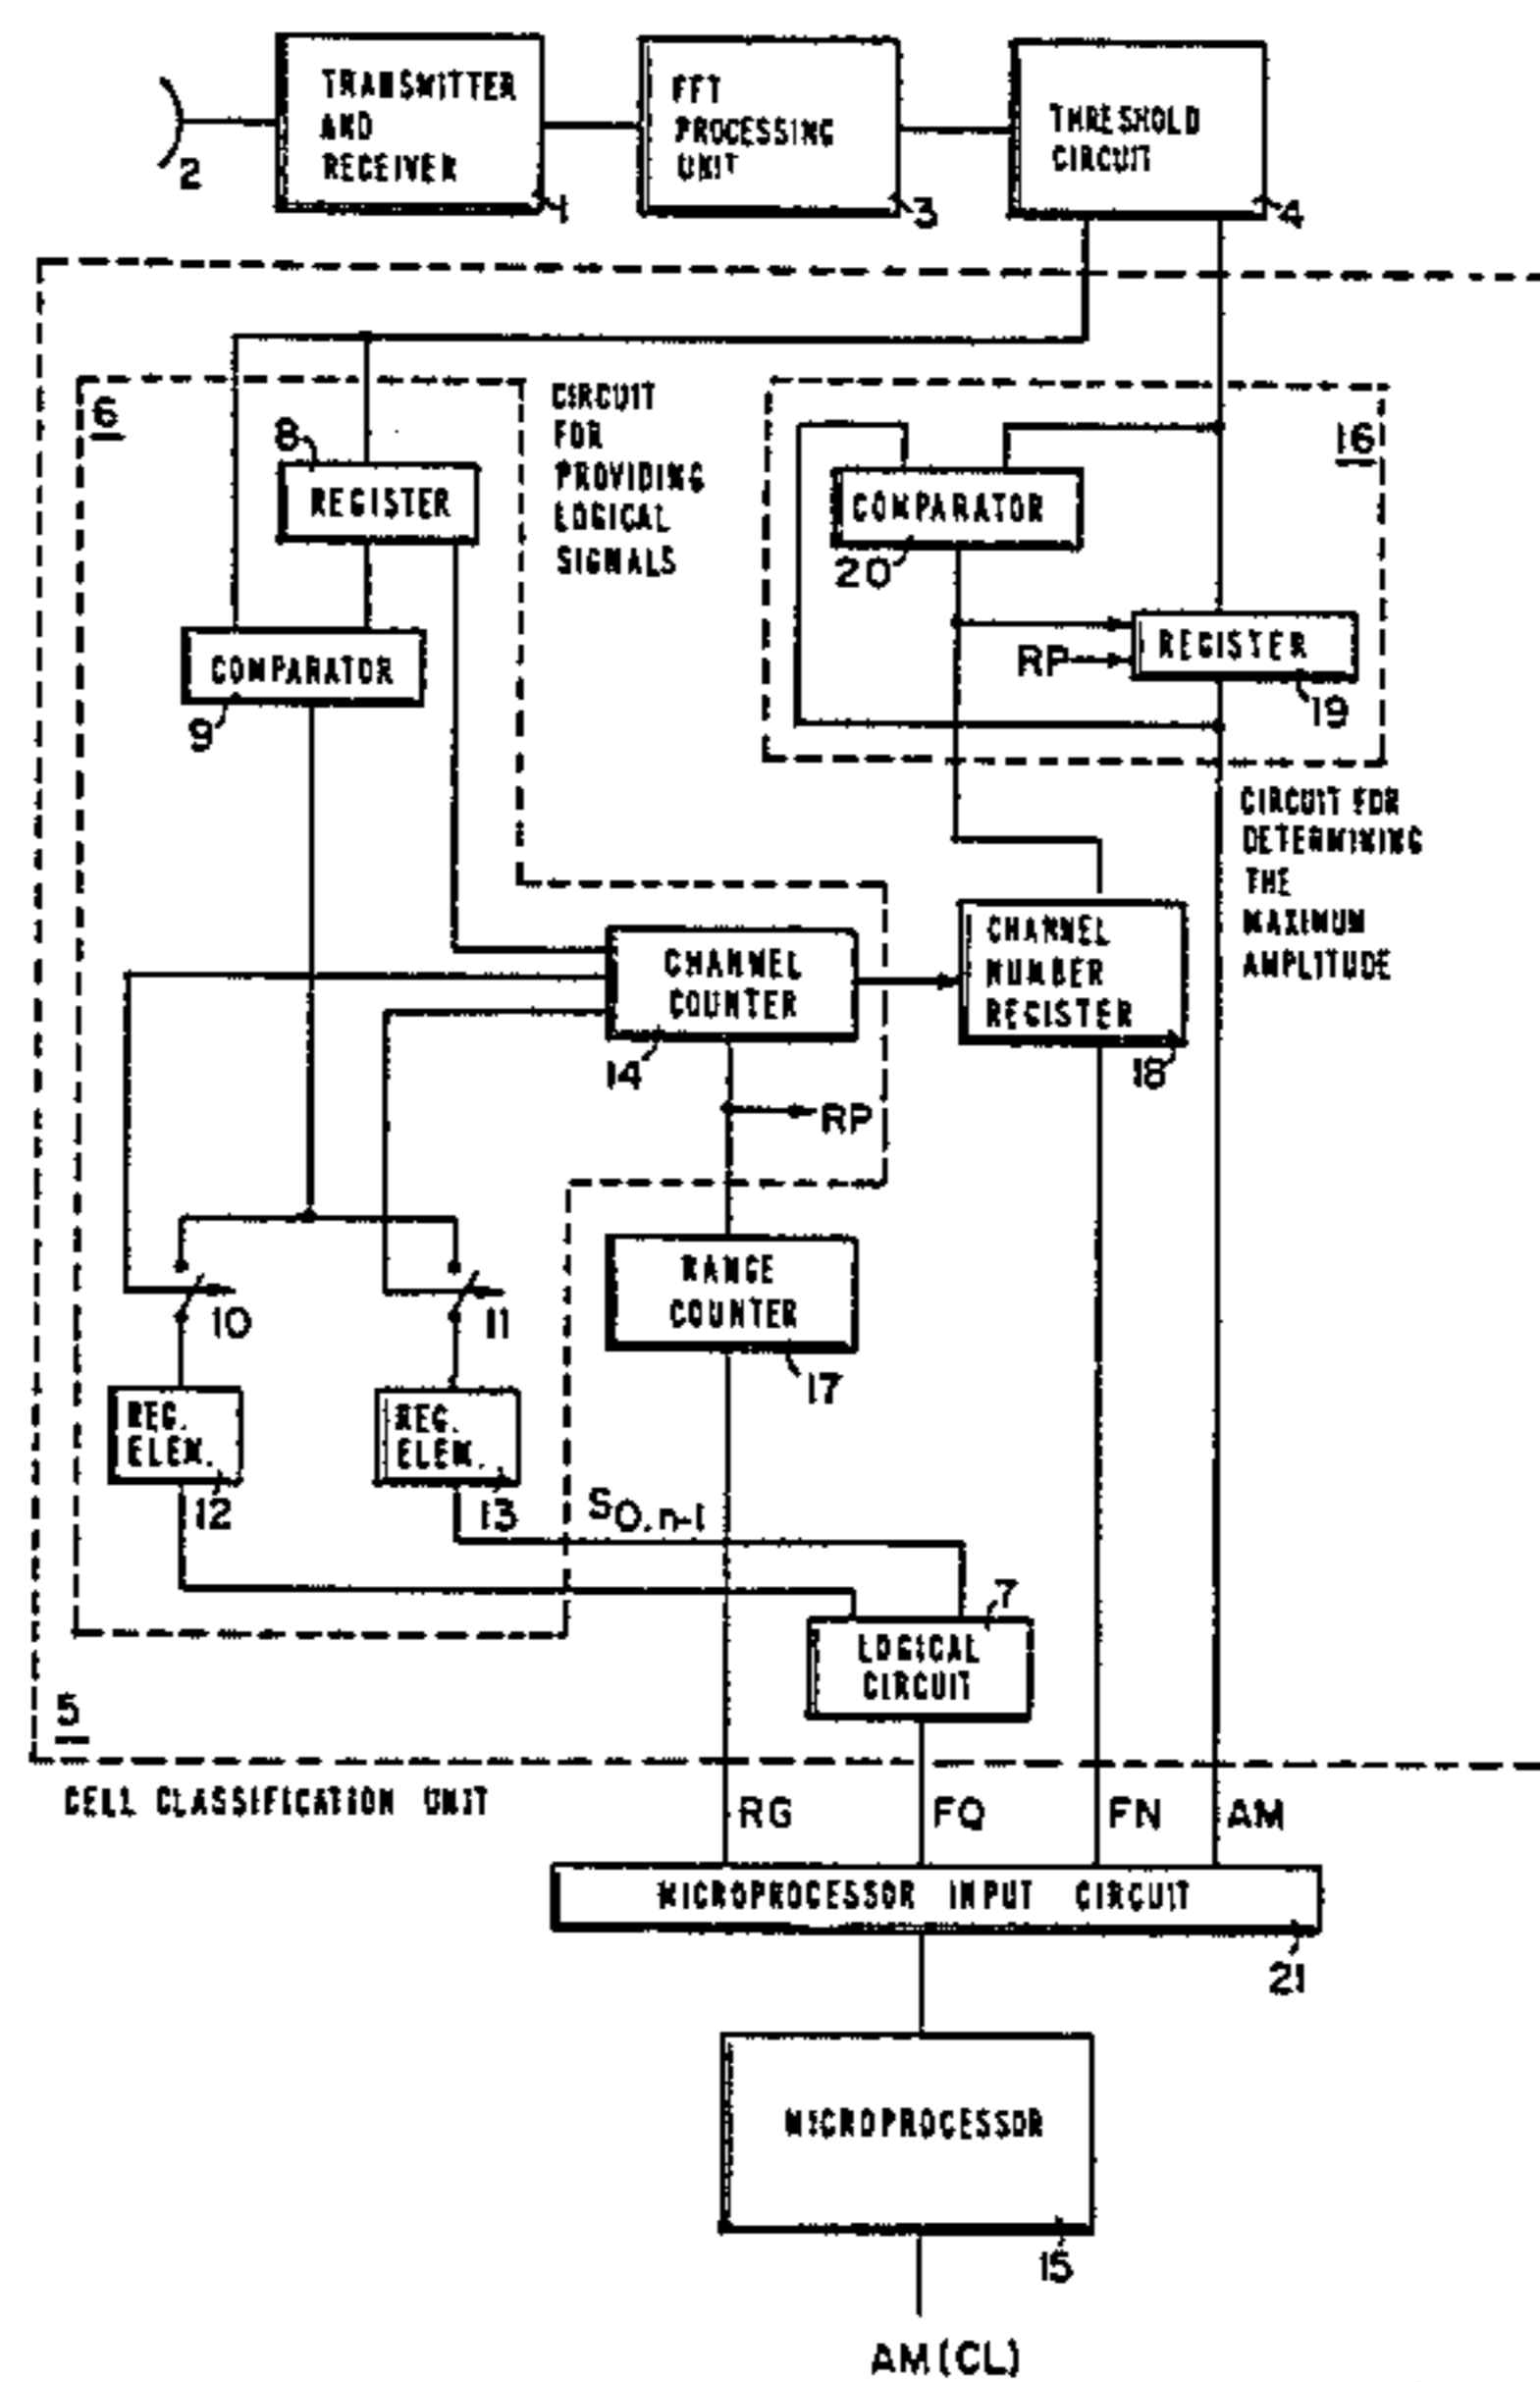 TRANSMITTER
AND
RECEIVER
1
2
FFT
PROCESSING
UNIT
3
THRESHOLD
CIRCUIT
4
6
8
REGISTER
CIRCUIT
FOR
PROVIDING
LOGICAL
SIGNALS
16
COMPARATOR
20
RP
REGISTER
19
COMPARATOR
9
CIRCUIT FOR
DETERMINING
THE
MAXIMUM
AMPLITUDE
CHANNEL
COUNTER
14
CHANNEL
NUMBER
REGISTER
18
RP
10
11
RANGE
COUNTER
17
REG.
ELEM.
12
REG.
ELEM.
13
S0.n-1
7
LOGICAL
CIRCUIT
5
CELL CLASSIFICATION UNIT
RG
FQ
FN
AM
MICROPROCESSOR INPUT CIRCUIT
21
MICROPROCESSOR
15
AM(CL)